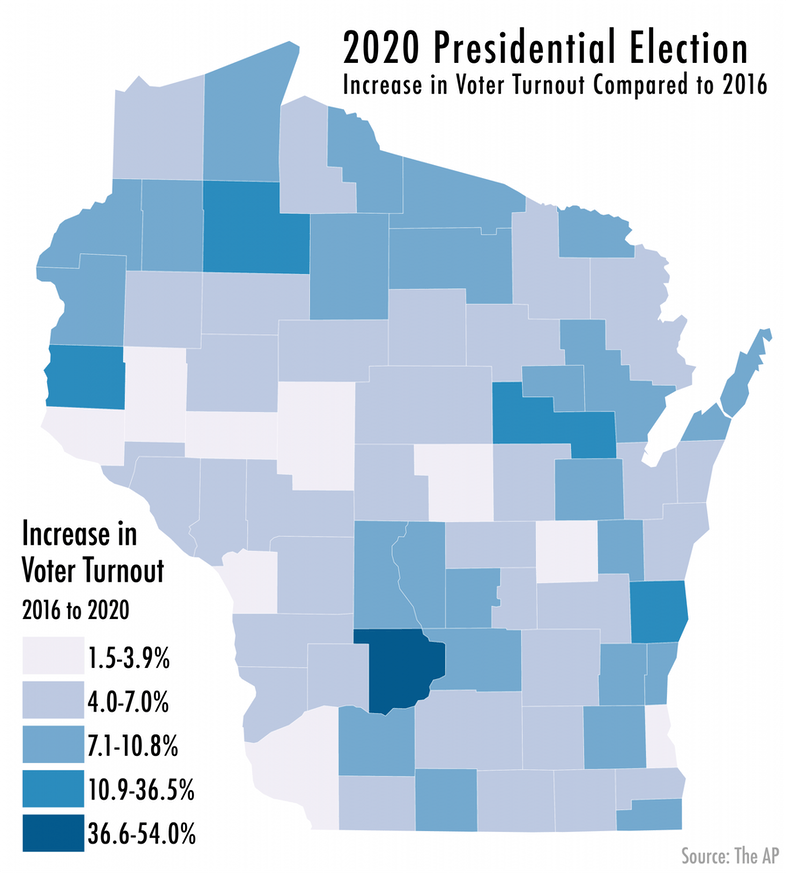 2020 Presidential Election
Increase in Voter Turnout Compared to 2016
Increase in
Voter Turnout
2016 to 2020
1.5-3.9%
4.0-7.0%
7.1-10.8%
10.9-36.5%
36.6-54.0%
Source: The AP